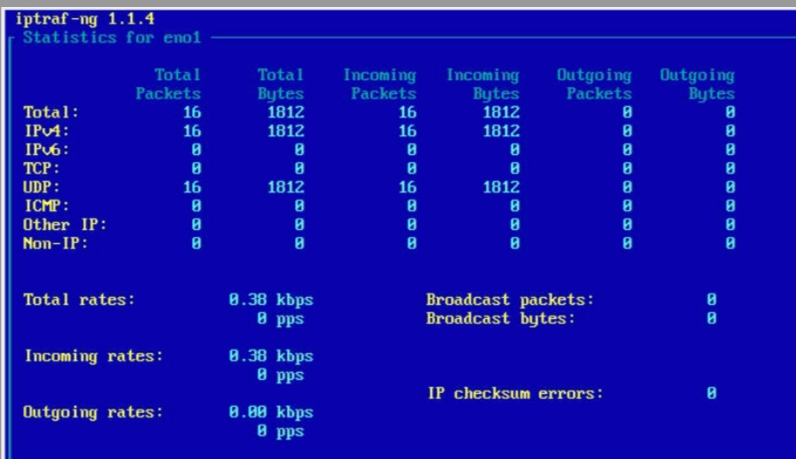 iptraf-ng 1.1.4
Statistics for eno1
Total Total Incoming Incoming Outgoing Outgoing
Packets Bytes Packets Bytes Packets Bytes
Total: 16 1812 16 1812 0 0
IPv4: 16 1812 16 1812 0 0
IPv6: 0 0 0 0 0 0
TCP: 0 0 0 0 0 0
UDP: 16 1812 16 1812 0 0
ICMP: 0 0 0 0 0 0
Other IP: 0 0 0 0 0 0
Non-IP: 0 0 0 0 0 0
Total rates: 0.38 kbps Broadcast packets: 0
0 pps Broadcast bytes: 0
Incoming rates: 0.38 kbps
0 pps
IP checksum errors: 0
Outgoing rates: 0.00 kbps
0 pps